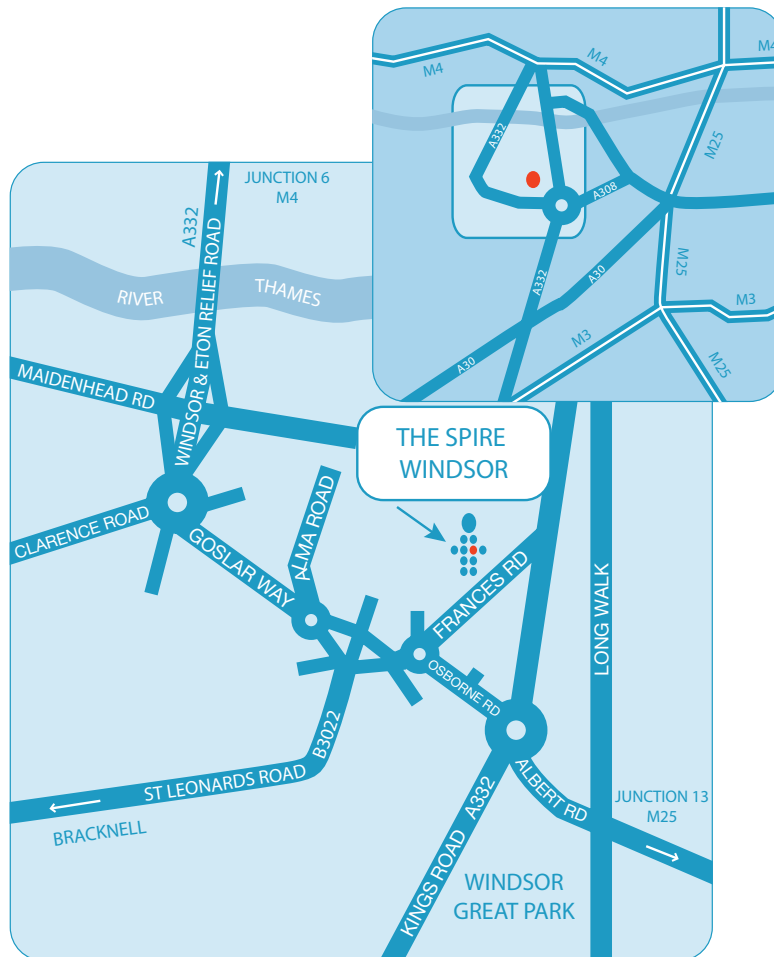 M4
M4
M4
A332
M25
A308
M25
A332
A30
M3
M3
A30
M25
JUNCTION 6
M4
A332
WINDSOR & ETON RELIEF ROAD
RIVER THAMES
MAIDENHEAD RD
THE SPIRE
WINDSOR
CLARENCE ROAD
GOSLAR WAY
ALMA ROAD
FRANCES RD
LONG WALK
OSBORNE RD
B3022
ST LEONARDS ROAD
BRACKNELL
ALBERT RD
JUNCTION 13
M25
KINGS ROAD A332
WINDSOR
GREAT PARK